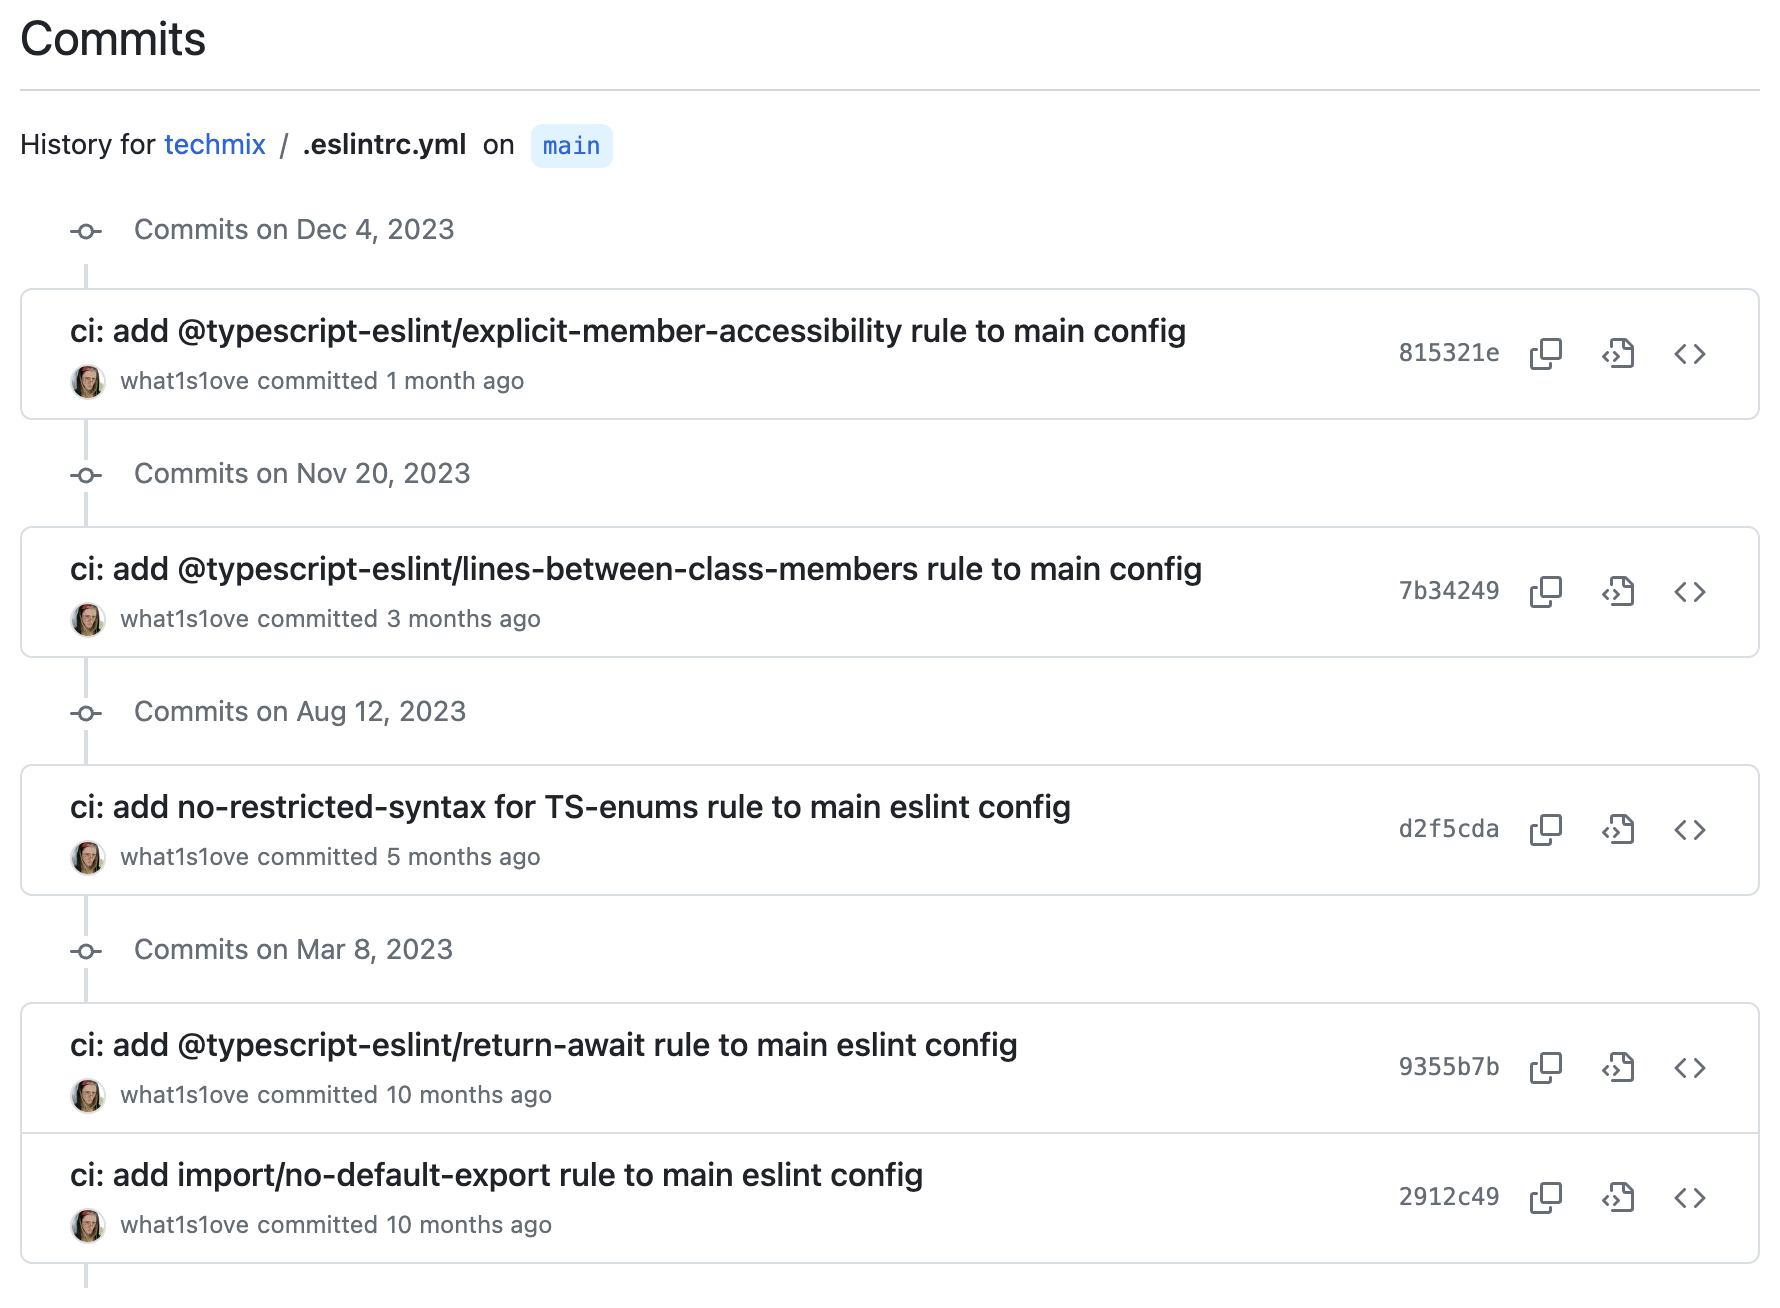 Commits
History for techmix / .eslintrc.yml on main
Commits on Dec 4, 2023
ci: add @typescript-eslint/explicit-member-accessibility rule to main config
what1s1ove committed 1 month ago
815321e
Commits on Nov 20, 2023
ci: add @typescript-eslint/lines-between-class-members rule to main config
what1s1ove committed 3 months ago
7b34249
Commits on Aug 12, 2023
ci: add no-restricted-syntax for TS-enums rule to main eslint config
what1s1ove committed 5 months ago
d2f5cda
Commits on Mar 8, 2023
ci: add @typescript-eslint/return-await rule to main eslint config
what1s1ove committed 10 months ago
9355b7b
ci: add import/no-default-export rule to main eslint config
what1s1ove committed 10 months ago
2912c49